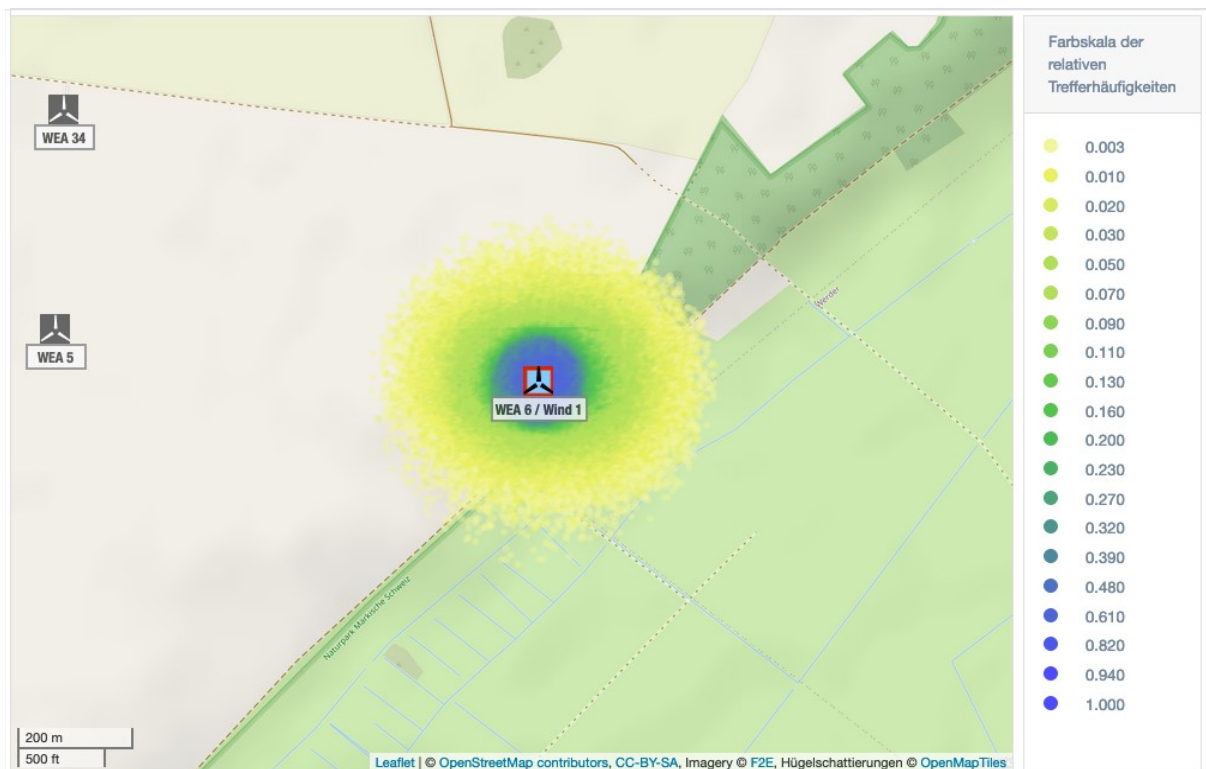 Farbskala der
relativen
Trefferhäufigkeiten
WEA 34
WEA 5
WEA 6 / Wind 1
Werder
Naturpark Märkische Schweiz
0.003
0.010
0.020
0.030
0.050
0.070
0.090
0.110
0.130
0.160
0.200
0.230
0.270
0.320
0.390
0.480
0.610
0.820
0.940
1.000
200 m
500 ft
Leaflet | © OpenStreetMap contributors, CC-BY-SA, Imagery © F2E, Hügelschattierungen © OpenMapTiles